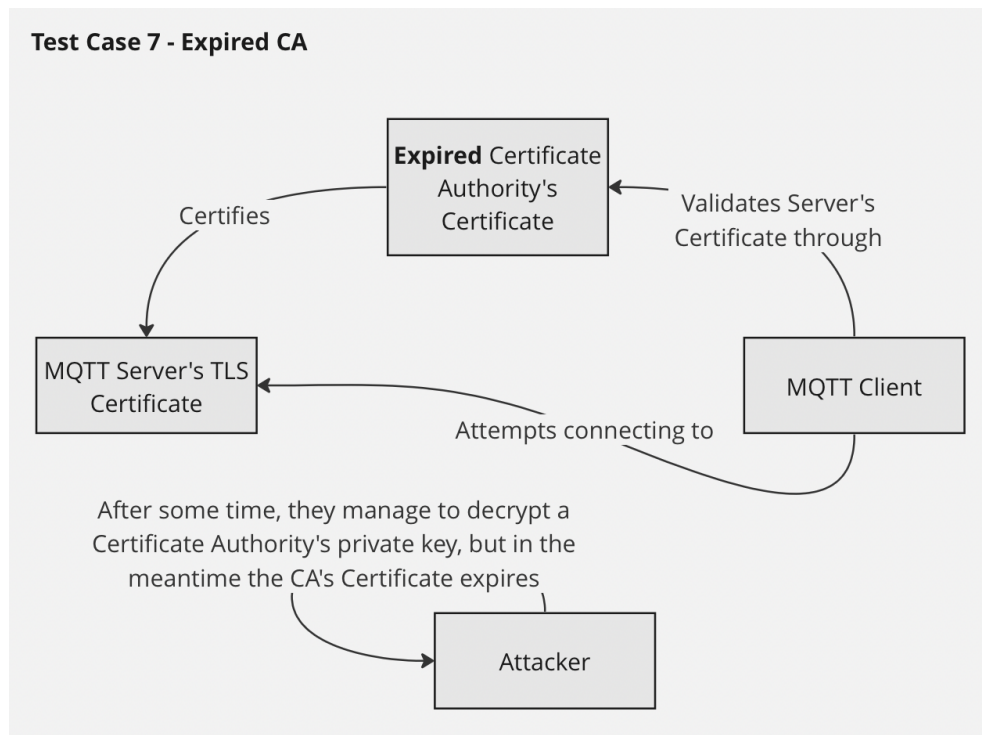 Test Case 7 - Expired CA
Expired Certificate
Authority's
Certificate
Certifies
Validates Server's
Certificate through
MQTT Server's TLS
Certificate
MQTT Client
Attempts connecting to
After some time, they manage to decrypt a
Certificate Authority's private key, but in the
meantime the CA's Certificate expires
Attacker